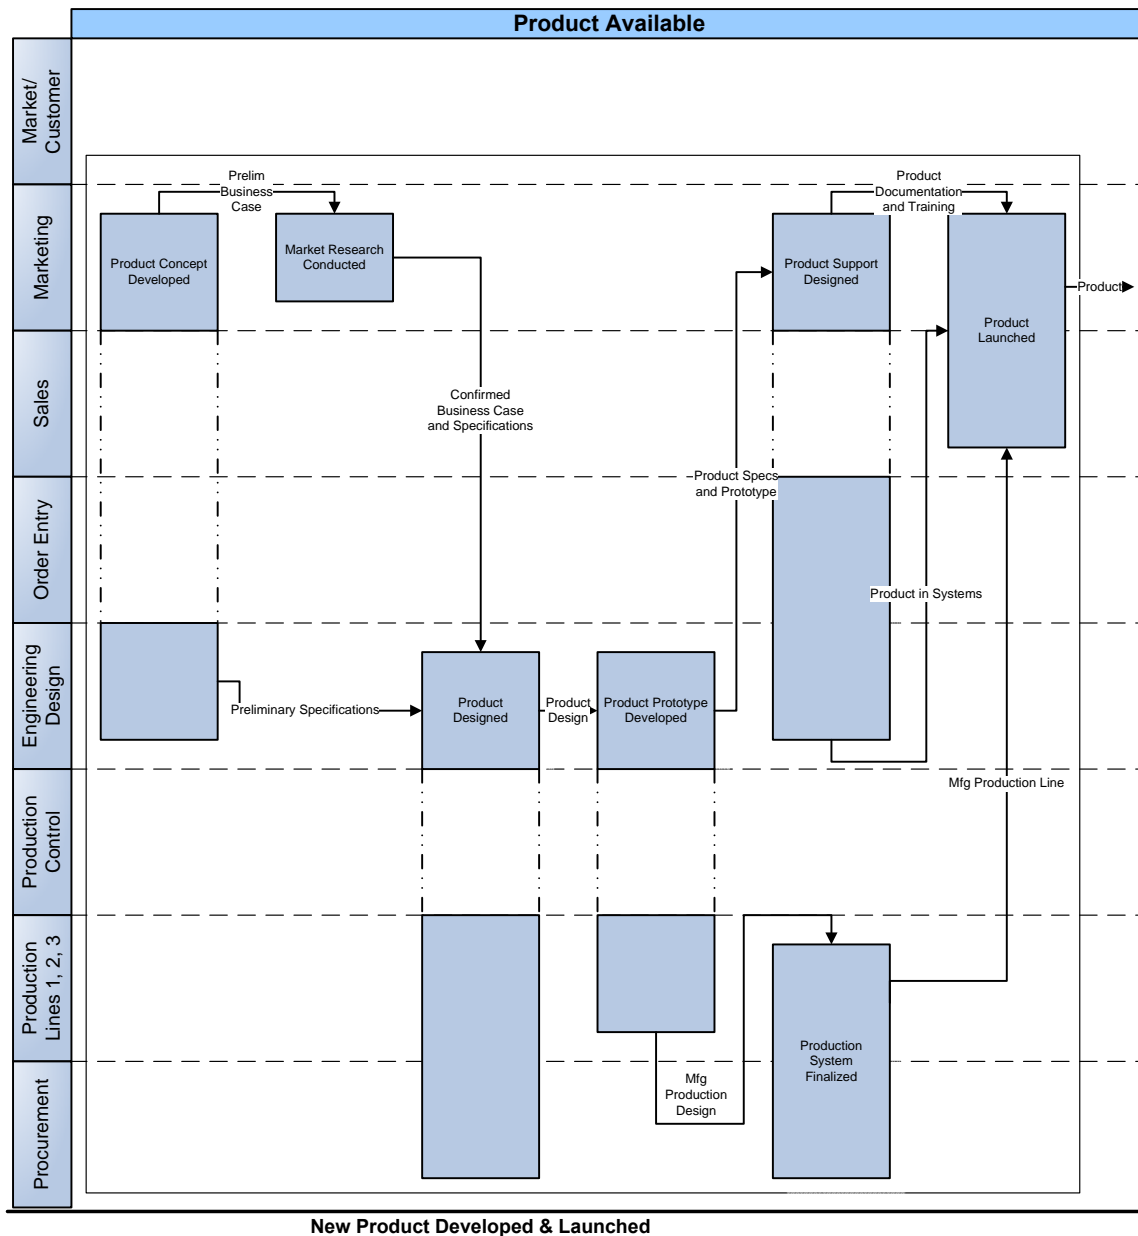 Product Available
Market/
Customer
Marketing
Sales
Order Entry
Engineering
Design
Production
Control
Production
Lines 1, 2, 3
Procurement
Prelim
Business
Case
Product Concept
Developed
Market Research
Conducted
Product
Documentation
and Training
Product Support
Designed
Product
Launched
Product
Confirmed
Business Case
and Specifications
Product Specs
and Prototype
Product in Systems
Preliminary Specifications
Product
Designed
Product
Design
Product Prototype
Developed
Mfg Production Line
Mfg
Production
Design
Production
System
Finalized
New Product Developed & Launched